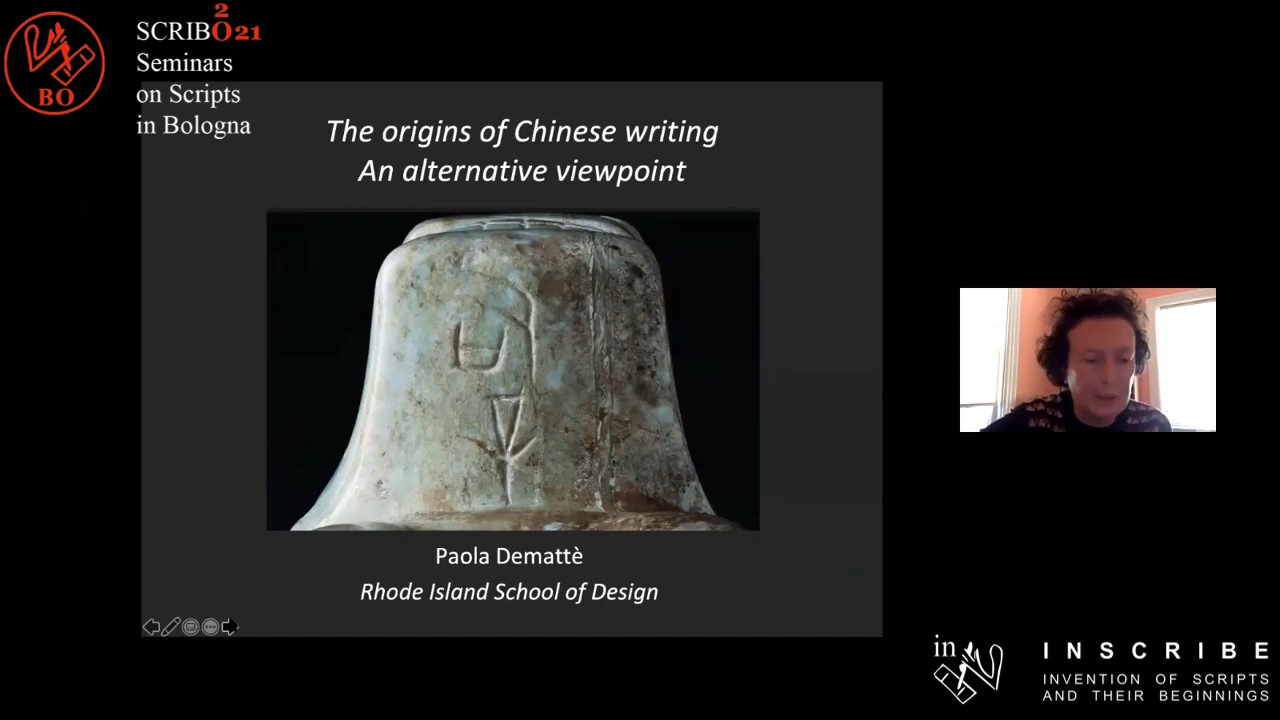 SCRIBO2021
Seminars
on Scripts
in Bologna
BO
The origins of Chinese writing
An alternative viewpoint
Paola Demattè
Rhode Island School of Design
in
INSCRIBE
INVENTION OF SCRIPTS
AND THEIR BEGINNINGS